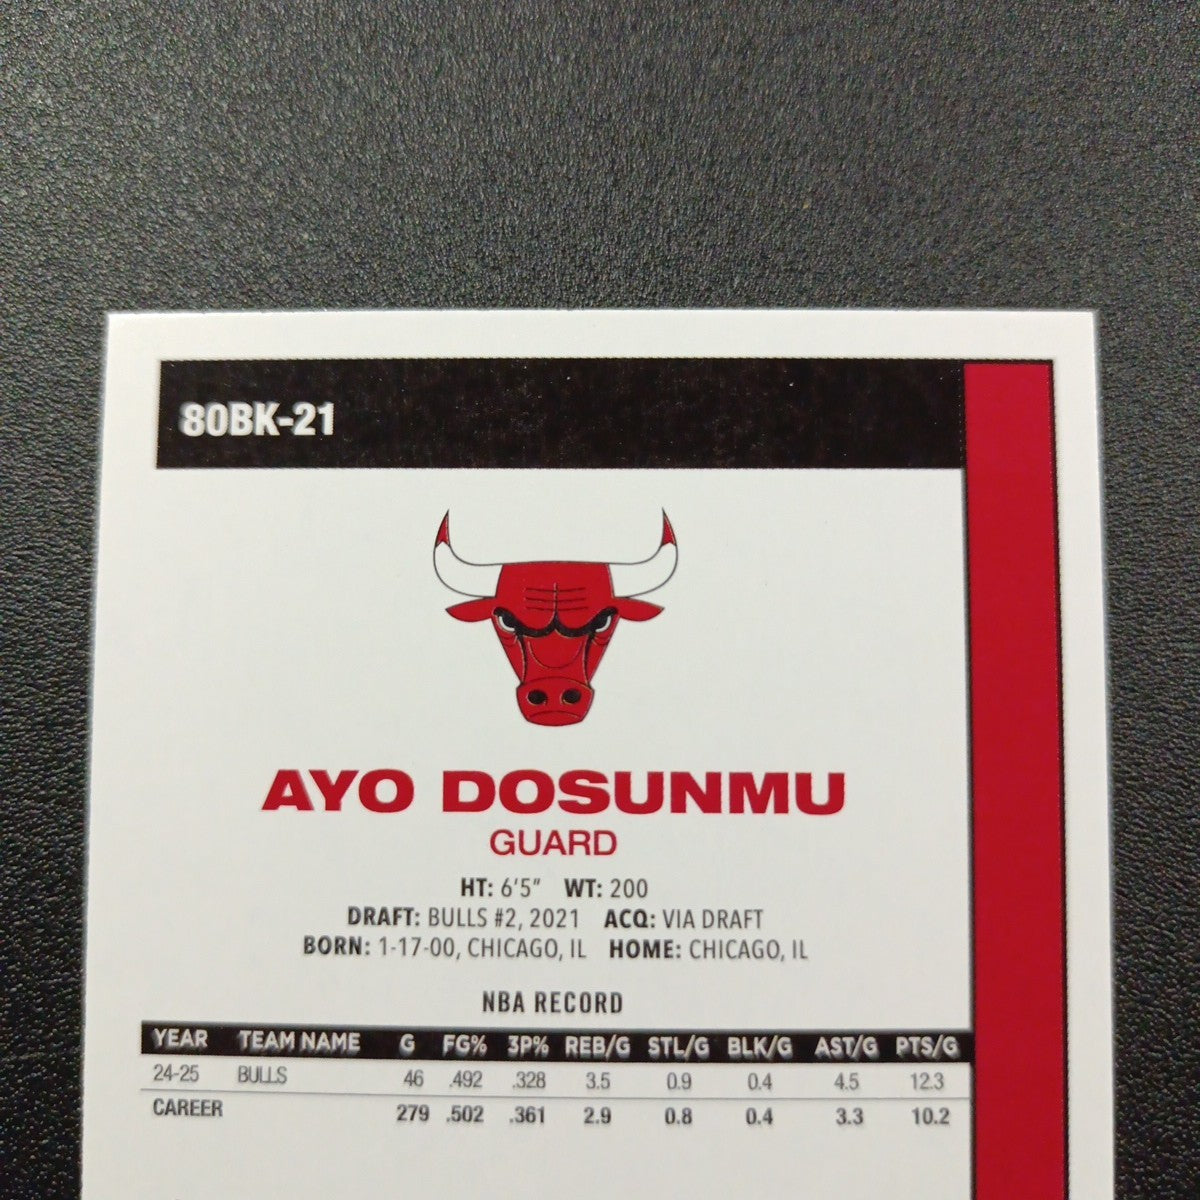 80BK-21
AYO DOSUNMU
GUARD
HT: 6'5" WT: 200
DRAFT: BULLS #2, 2021 ACQ: VIA DRAFT
BORN: 1-17-00, CHICAGO, IL HOME: CHICAGO, IL
NBA RECORD
YEAR TEAM NAME G FG% 3P% REB/G STL/G BLK/G AST/G PTS/G
24-25 BULLS 46 .492 .328 3.5 0.9 0.4 4.5 12.3
CAREER 279 .502 .361 2.9 0.8 0.4 3.3 10.2